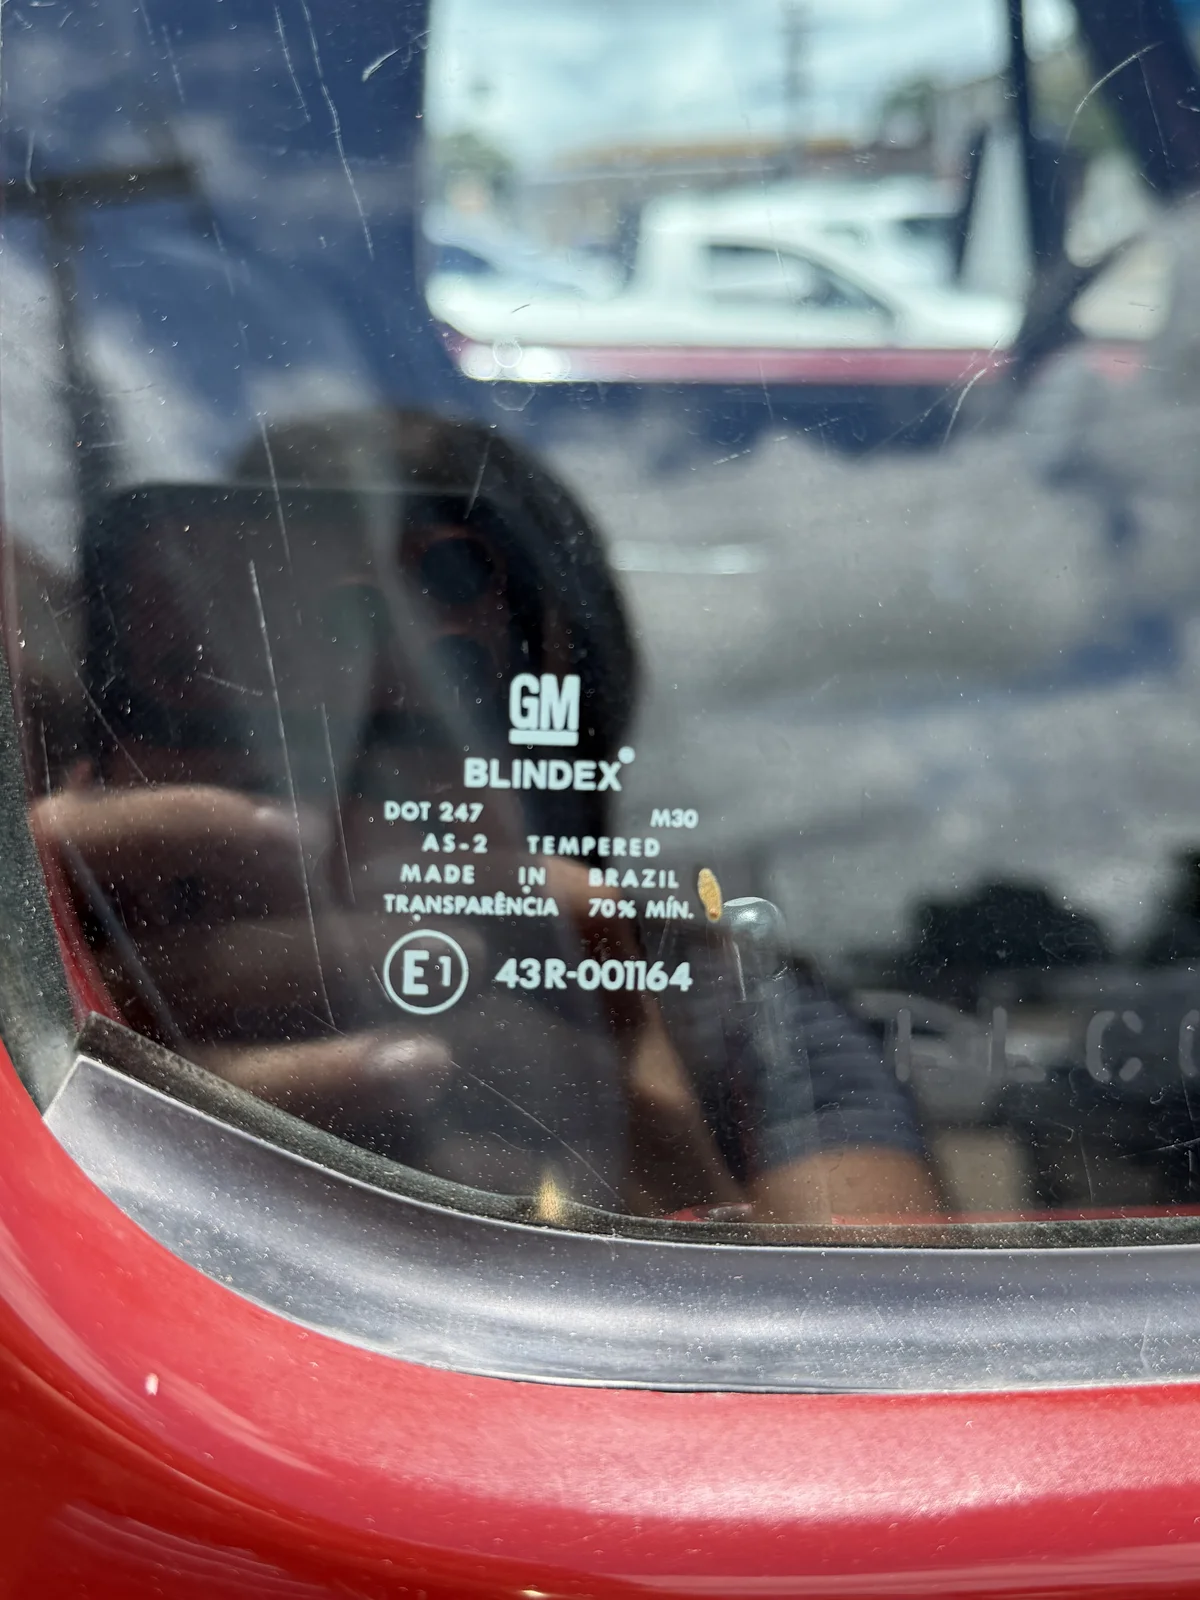 GM
BLINDEX
DOT 247 M30
AS-2 TEMPERED
MADE IN BRAZIL
TRANSPARÊNCIA 70% MÍN.
E1 43R-001164